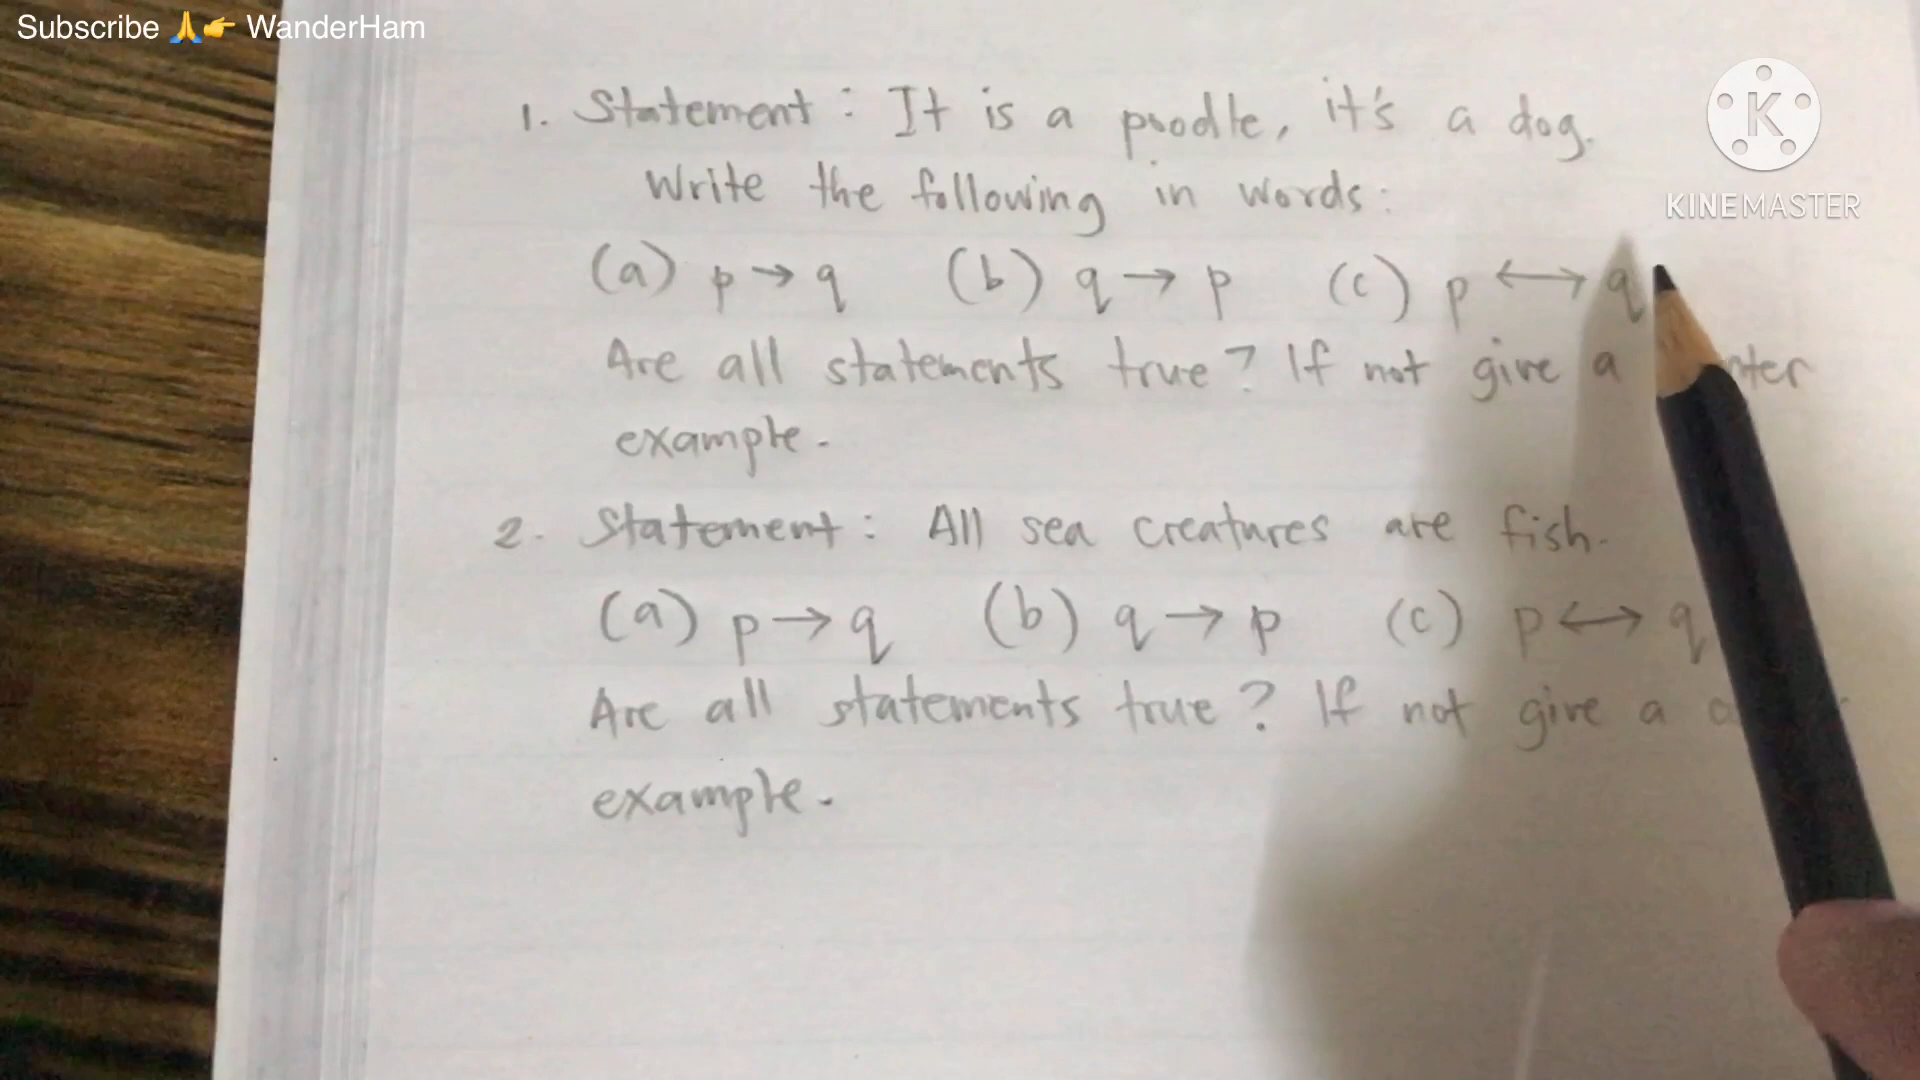 Subscribe 🙏👉 WanderHam
KINEMASTER
1. Statement: It is a poodle, it's a dog.
Write the following in words:
(a) p → q (b) q → p (c) p ↔ q
Are all statements true? If not give a
example.
2. Statement: All sea creatures are fish.
(a) p → q (b) q → p (c) p ↔ q
Are all statements true? If not give a
example.